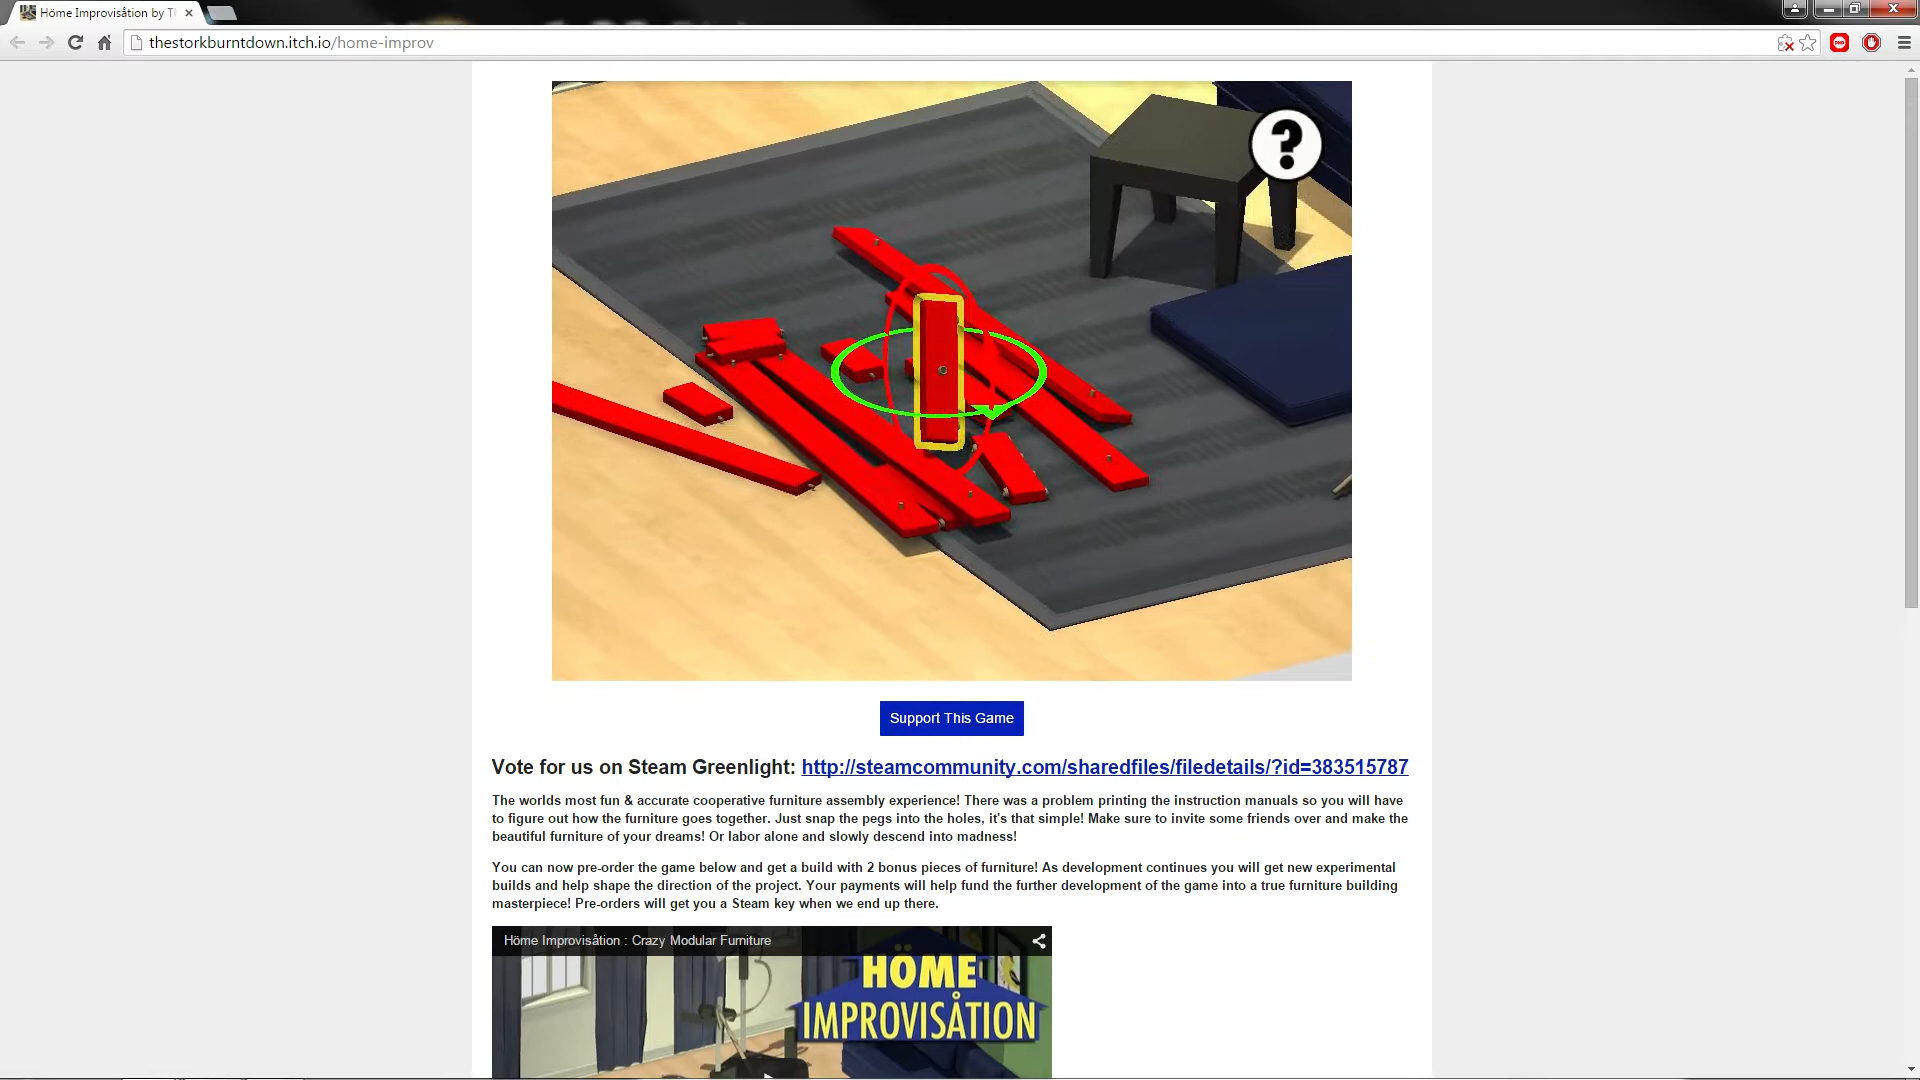 Höme Improvisåtion by Th
thestorkburntdown.itch.io/home-improv
?
Support This Game
Vote for us on Steam Greenlight: http://steamcommunity.com/sharedfiles/filedetails/?id=383515787
The worlds most fun & accurate cooperative furniture assembly experience! There was a problem printing the instruction manuals so you will have
to figure out how the furniture goes together. Just snap the pegs into the holes, it's that simple! Make sure to invite some friends over and make the
beautiful furniture of your dreams! Or labor alone and slowly descend into madness!
You can now pre-order the game below and get a build with 2 bonus pieces of furniture! As development continues you will get new experimental
builds and help shape the direction of the project. Your payments will help fund the further development of the game into a true furniture building
masterpiece! Pre-orders will get you a Steam key when we end up there.
Höme Improvisåtion : Crazy Modular Furniture
HÖME
IMPROVISÅTION